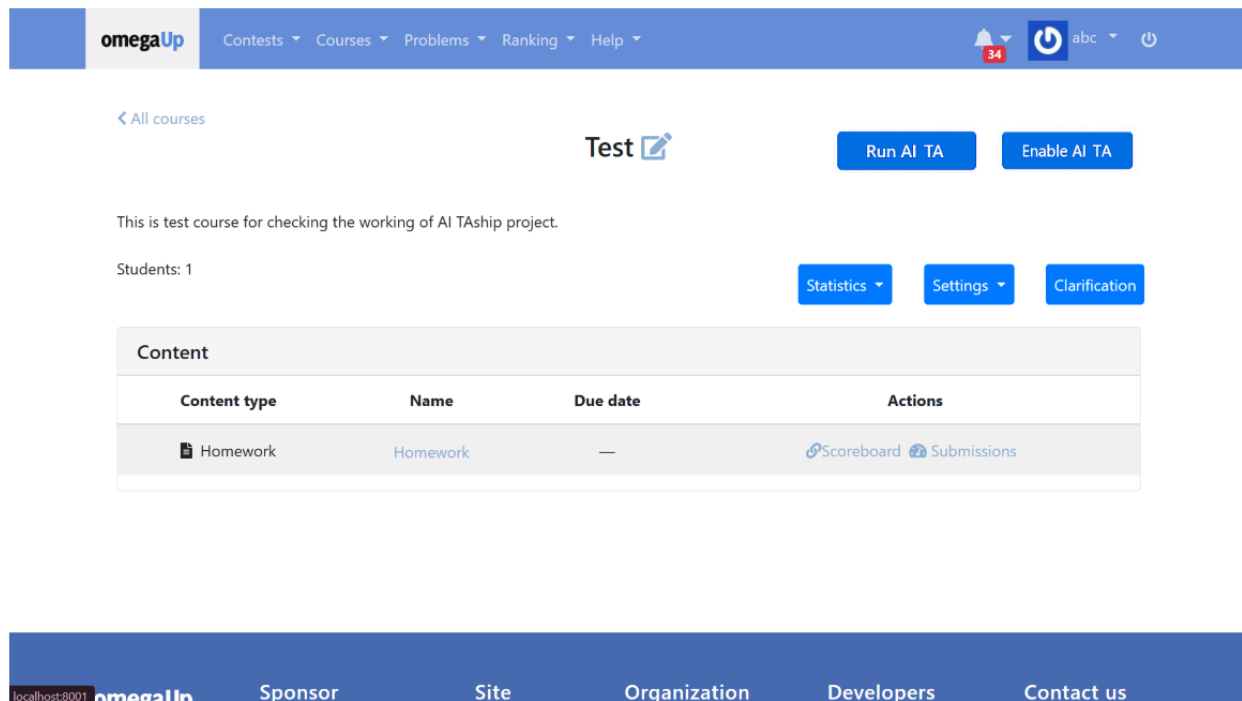 omegaUp Contests Courses Problems Ranking Help 34 abc
All courses
Test Run AI TA Enable AI TA
This is test course for checking the working of AI TAship project.
Students: 1
Statistics Settings Clarification
Content
Content type Name Due date Actions
Homework Homework — Scoreboard Submissions
localhost:8001 omegaUp Sponsor Site Organization Developers Contact us